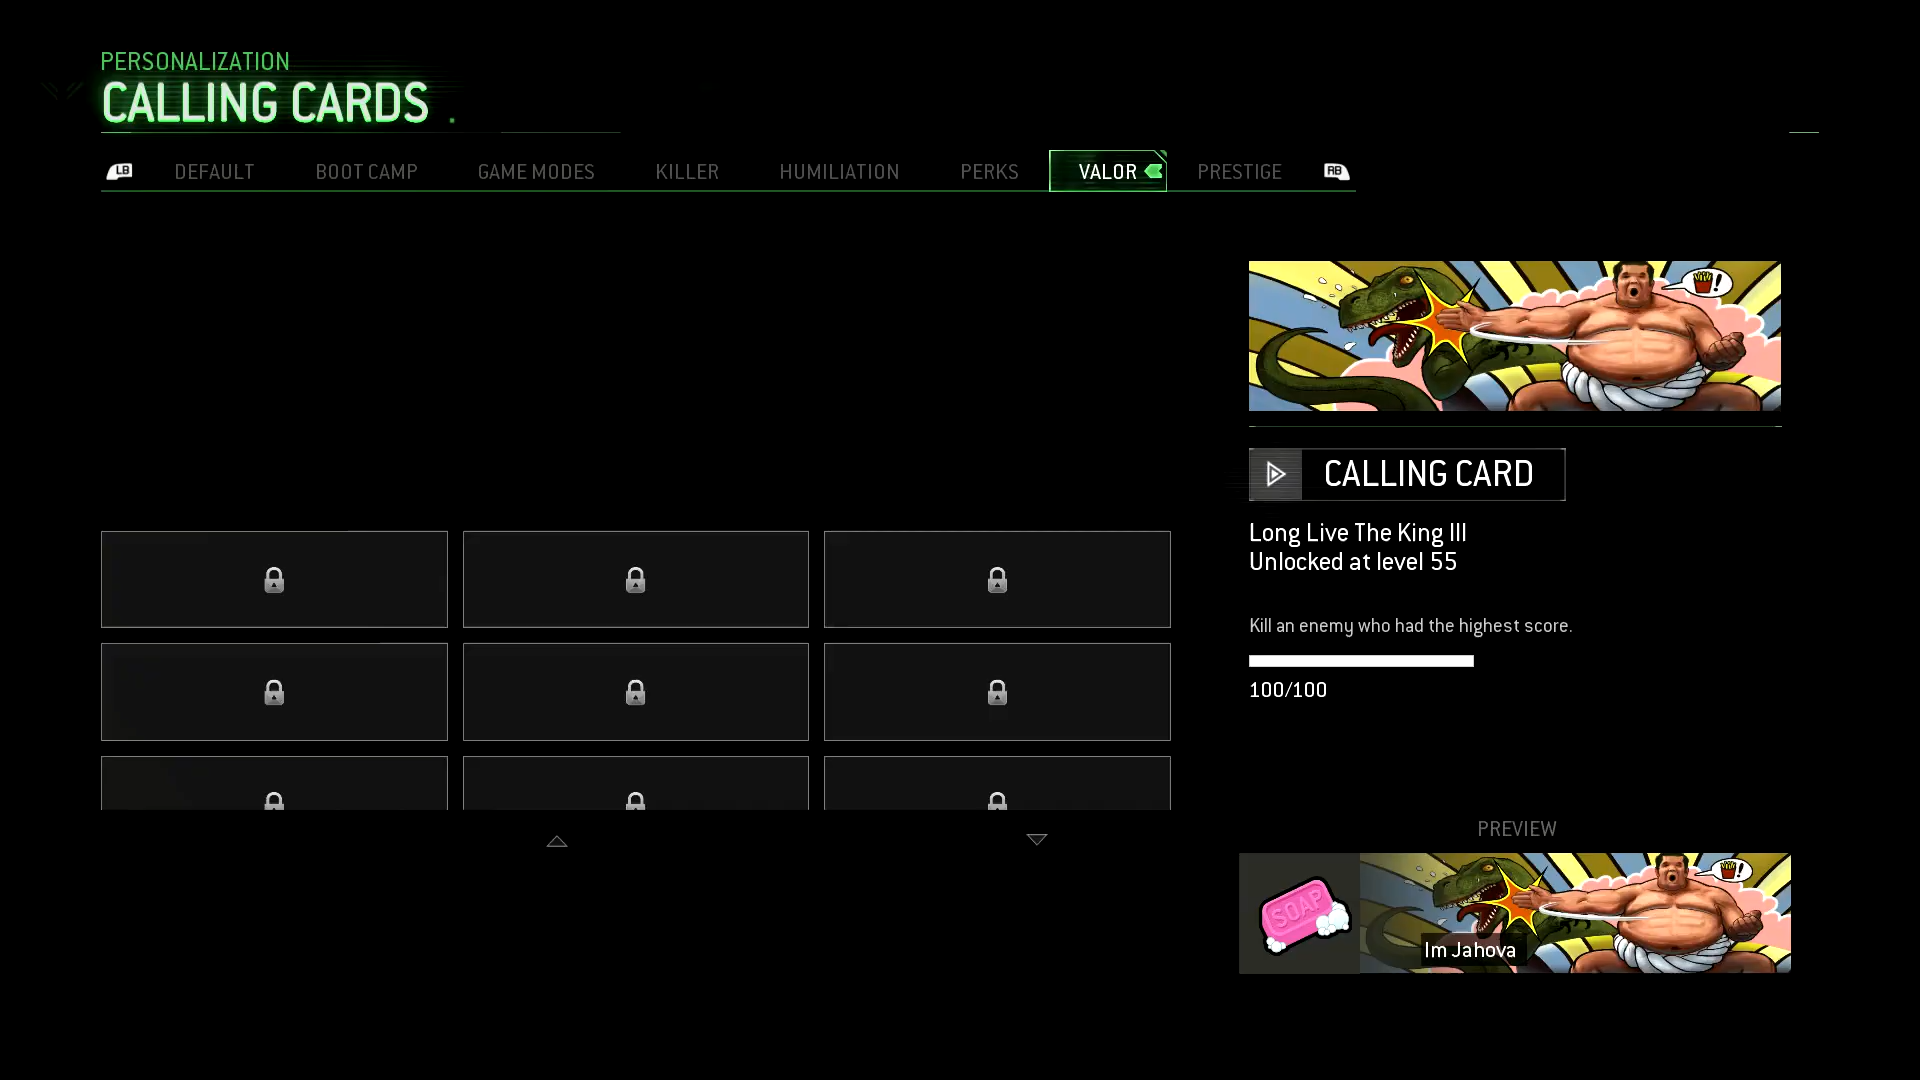 PERSONALIZATION
CALLING CARDS
LB DEFAULT BOOT CAMP GAME MODES KILLER HUMILIATION PERKS VALOR PRESTIGE RB
!
CALLING CARD
Long Live The King III
Unlocked at level 55
Kill an enemy who had the highest score.
100/100
PREVIEW
!
SOAP
Im Jahova